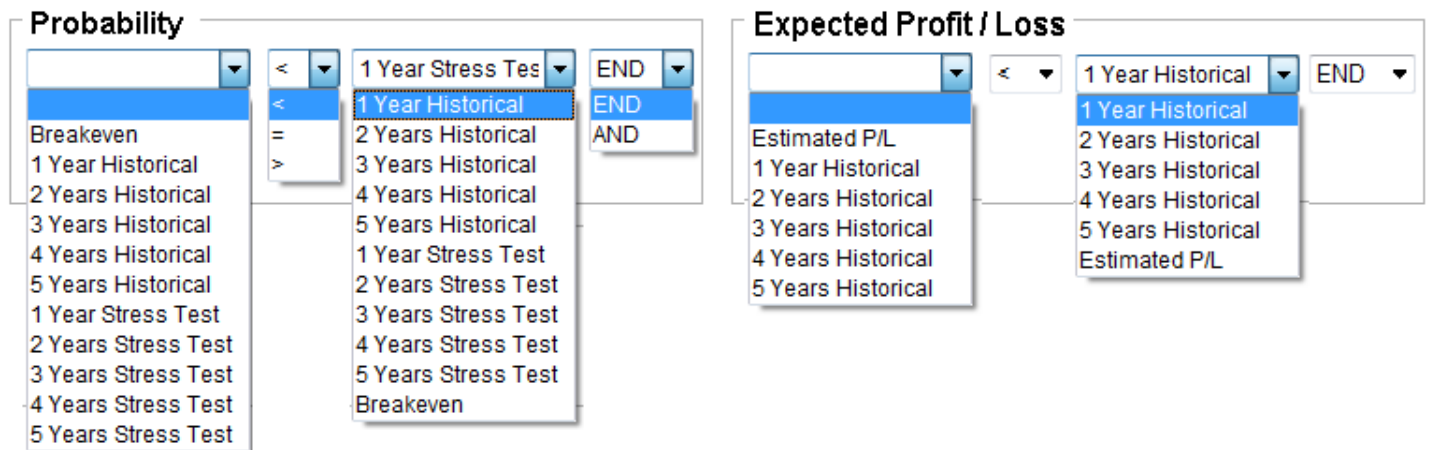 Probability
< 1 Year Stress Tes END
< 1 Year Historical END
Breakeven = 2 Years Historical AND
1 Year Historical > 3 Years Historical
2 Years Historical 4 Years Historical
3 Years Historical 5 Years Historical
4 Years Historical 1 Year Stress Test
5 Years Historical 2 Years Stress Test
1 Year Stress Test 3 Years Stress Test
2 Years Stress Test 4 Years Stress Test
3 Years Stress Test 5 Years Stress Test
4 Years Stress Test Breakeven
5 Years Stress Test
Expected Profit / Loss
< 1 Year Historical END
1 Year Historical
Estimated P/L 2 Years Historical
1 Year Historical 3 Years Historical
2 Years Historical 4 Years Historical
3 Years Historical 5 Years Historical
4 Years Historical Estimated P/L
5 Years Historical